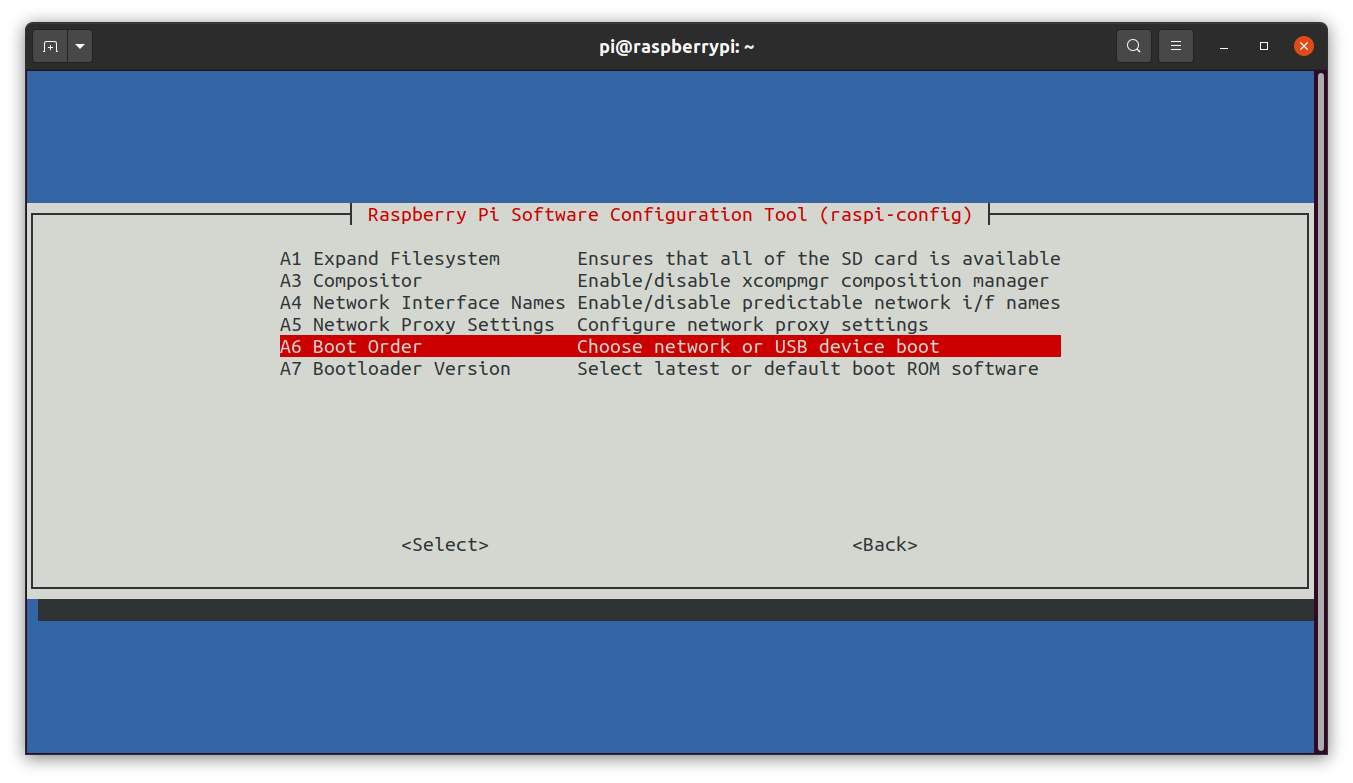 pi@raspberrypi: ~
Raspberry Pi Software Configuration Tool (raspi-config)
A1 Expand Filesystem Ensures that all of the SD card is available
A3 Compositor Enable/disable xcompmgr composition manager
A4 Network Interface Names Enable/disable predictable network i/f names
A5 Network Proxy Settings Configure network proxy settings
A6 Boot Order Choose network or USB device boot
A7 Bootloader Version Select latest or default boot ROM software
<Select> <Back>